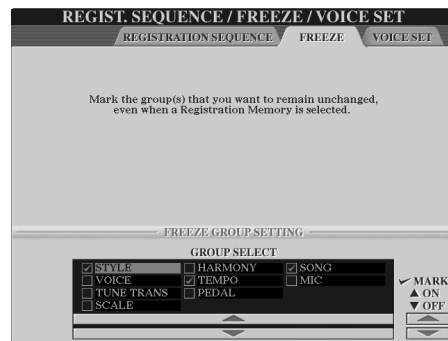 REGIST. SEQUENCE / FREEZE / VOICE SET
REGISTRATION SEQUENCE FREEZE VOICE SET
Mark the group(s) that you want to remain unchanged,
even when a Registration Memory is selected.
FREEZE GROUP SETTING
GROUP SELECT
STYLE HARMONY SONG
VOICE TEMPO MIC MARK
TUNE TRANS PEDAL ▲ ON
SCALE ▼ OFF